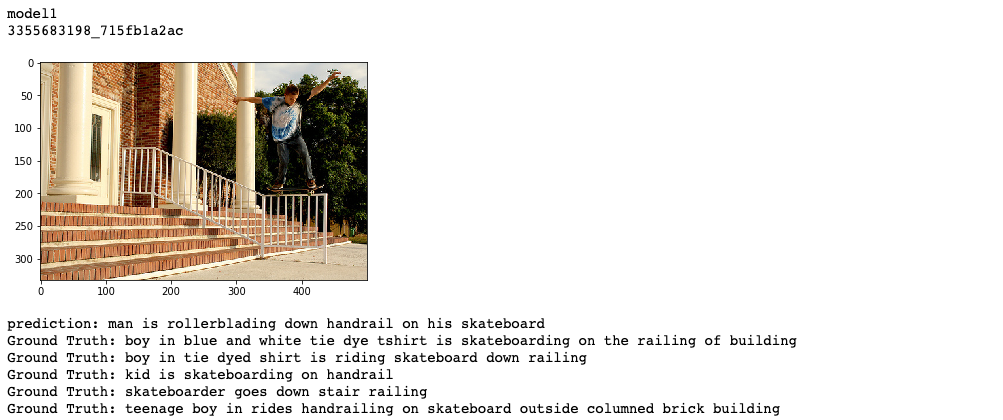 model1
3355683198_715fb1a2ac
0
50
100
150
200
250
300
0 100 200 300 400
prediction: man is rollerblading down handrail on his skateboard
Ground Truth: boy in blue and white tie dye tshirt is skateboarding on the railing of building
Ground Truth: boy in tie dyed shirt is riding skateboard down railing
Ground Truth: kid is skateboarding on handrail
Ground Truth: skateboarder goes down stair railing
Ground Truth: teenage boy in rides handrailing on skateboard outside columned brick building